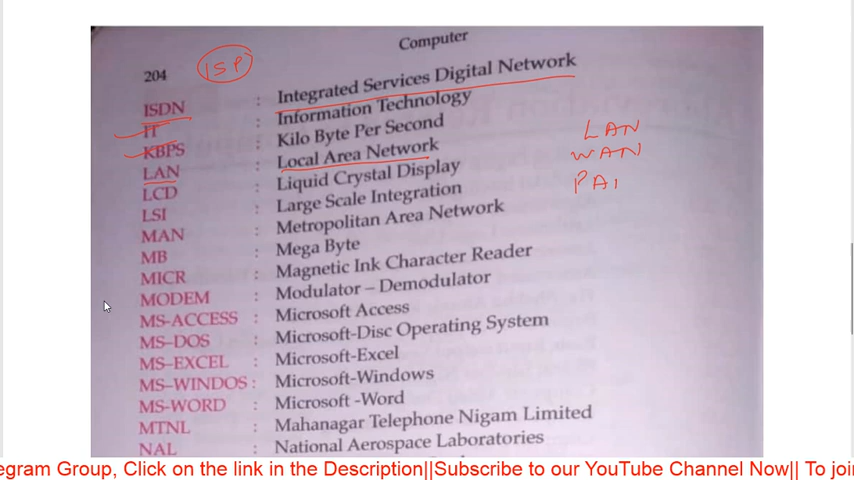 Computer
204
ISP
ISDN : Integrated Services Digital Network
IT : Information Technology
KBPS : Kilo Byte Per Second
LAN : Local Area Network
LCD : Liquid Crystal Display
LSI : Large Scale Integration
MAN : Metropolitan Area Network
MB : Mega Byte
MICR : Magnetic Ink Character Reader
MODEM : Modulator – Demodulator
MS-ACCESS : Microsoft Access
MS-DOS : Microsoft-Disc Operating System
MS-EXCEL : Microsoft-Excel
MS–WINDOS : Microsoft-Windows
MS-WORD : Microsoft -Word
MTNL : Mahanagar Telephone Nigam Limited
NAL : National Aerospace Laboratories
LAN
WAN
PA
egram Group, Click on the link in the Description||Subscribe to our YouTube Channel Now|| To joi